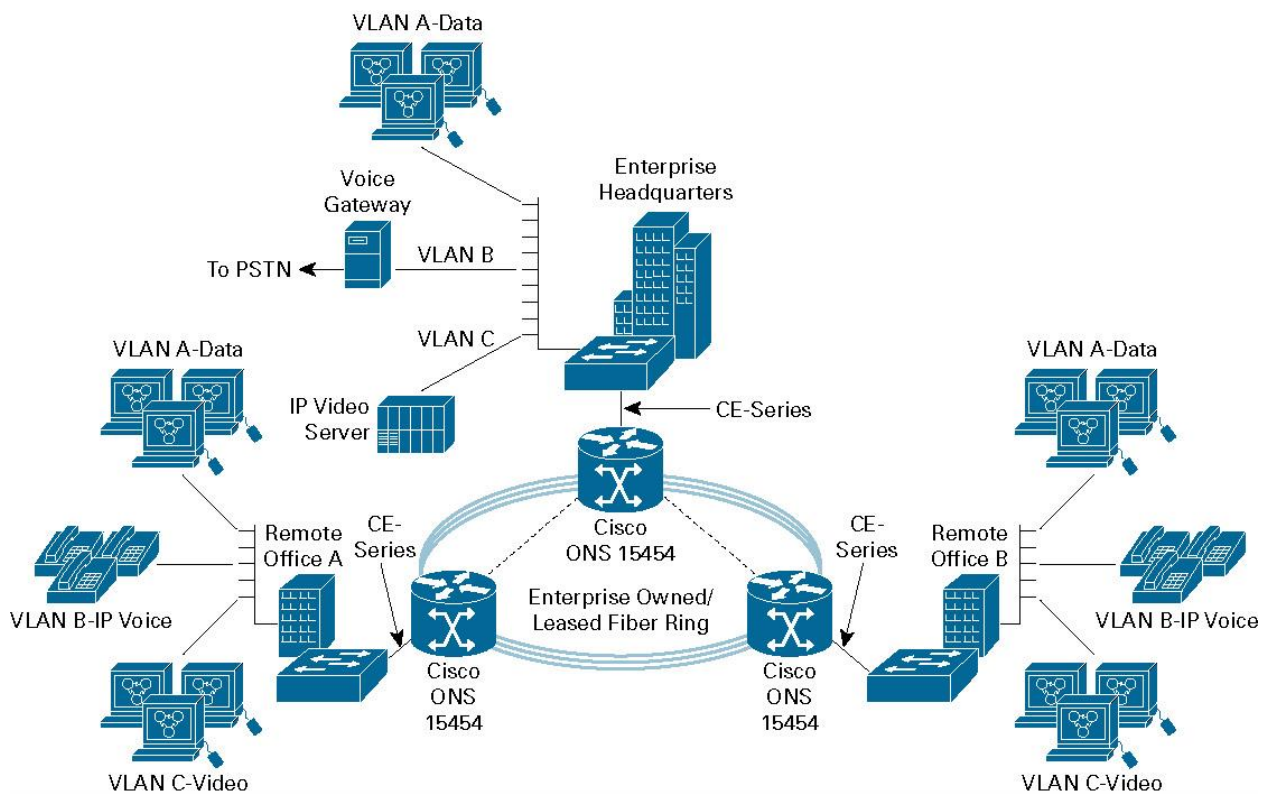 VLAN A-Data
Voice
Gateway
Enterprise
Headquarters
To PSTN
VLAN B
VLAN C
VLAN A-Data
IP Video
Server
CE-Series
VLAN A-Data
Remote
Office A
CE-
Series
Cisco
ONS 15454
CE-
Series
Remote
Office B
VLAN B-IP Voice
Enterprise Owned/
Leased Fiber Ring
VLAN B-IP Voice
Cisco
ONS
15454
Cisco
ONS
15454
VLAN C-Video
VLAN C-Video